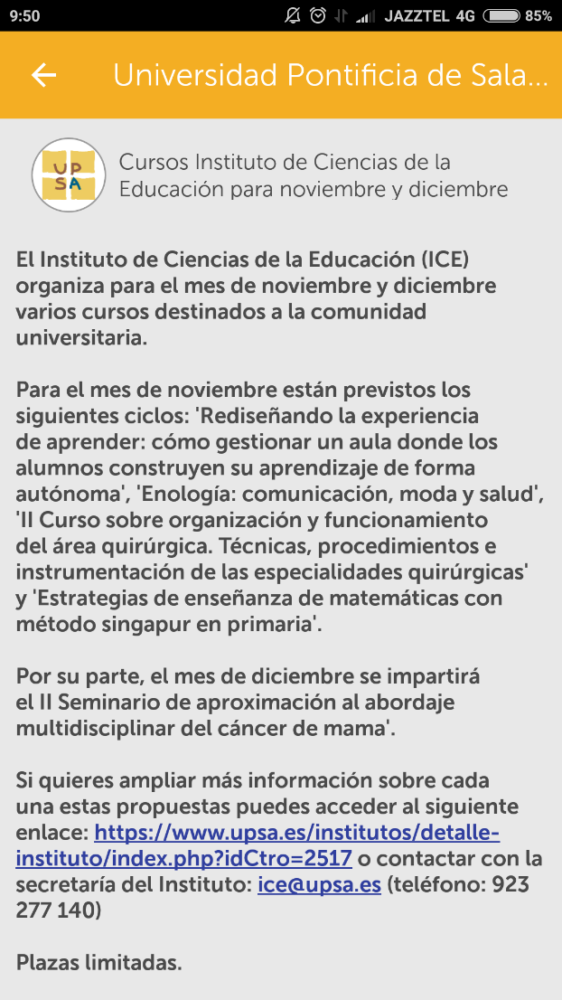 9:50
JAZZTEL 4G
85%
Universidad Pontificia de Sala...
UP
SA
Cursos Instituto de Ciencias de la
Educación para noviembre y diciembre
El Instituto de Ciencias de la Educación (ICE)
organiza para el mes de noviembre y diciembre
varios cursos destinados a la comunidad
universitaria.
Para el mes de noviembre están previstos los
siguientes ciclos: 'Rediseñando la experiencia
de aprender: cómo gestionar un aula donde los
alumnos construyen su aprendizaje de forma
autónoma', 'Enología: comunicación, moda y salud',
'II Curso sobre organización y funcionamiento
del área quirúrgica. Técnicas, procedimientos e
instrumentación de las especialidades quirúrgicas'
y 'Estrategias de enseñanza de matemáticas con
método singapur en primaria'.
Por su parte, el mes de diciembre se impartirá
el II Seminario de aproximación al abordaje
multidisciplinar del cáncer de mama'.
Si quieres ampliar más información sobre cada
una estas propuestas puedes acceder al siguiente
enlace: https://www.upsa.es/institutos/detalle-
instituto/index.php?idCtro=2517 o contactar con la
secretaría del Instituto: ice@upsa.es (teléfono: 923
277 140)
Plazas limitadas.